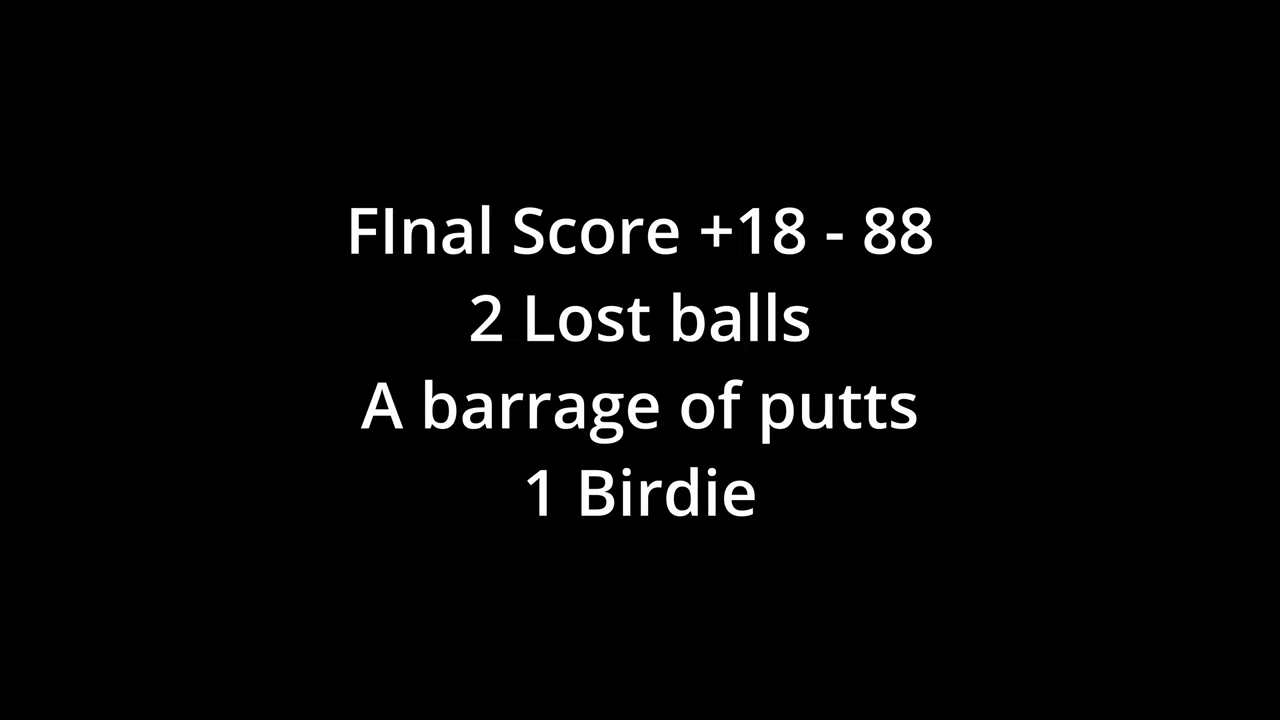 FInal Score +18 - 88
2 Lost balls
A barrage of putts
1 Birdie